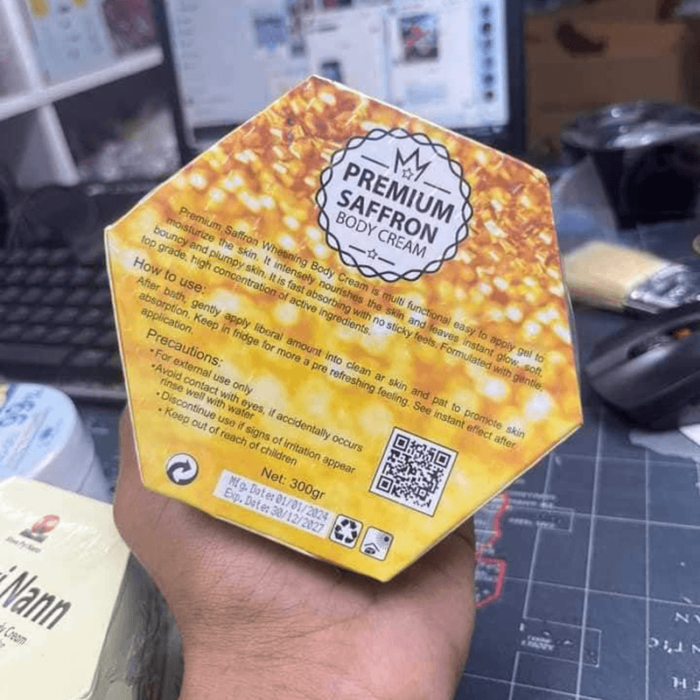 PREMIUM
SAFFRON
BODY CREAM
Premium Saffron Whitining Body Cream is multi functional easy to apply gel to
moisturize the skin. It intensely nourishes the skin and leaves instant glow, soft,
bouncy and plumpy skin. It is fast absorbing with no sticky feels. Formulated with gentle,
top grade, high concentration of active ingredients.
How to use:
After bath, gently apply liboral amount into clean ar skin and pat to promote skin
absorption. Keep in fridge for more a pre refreshing feeling. See instant effect after
application.
Precautions:
• For external use only
• Avoid contact with eyes, if accidentally occurs
rinse well with water
• Discontinue use if signs of irritation appear
• Keep out of reach of children
Net: 300gr
Mfg. Date:01/01/2024
Exp. Date:30/12/2027
Nann
Cream